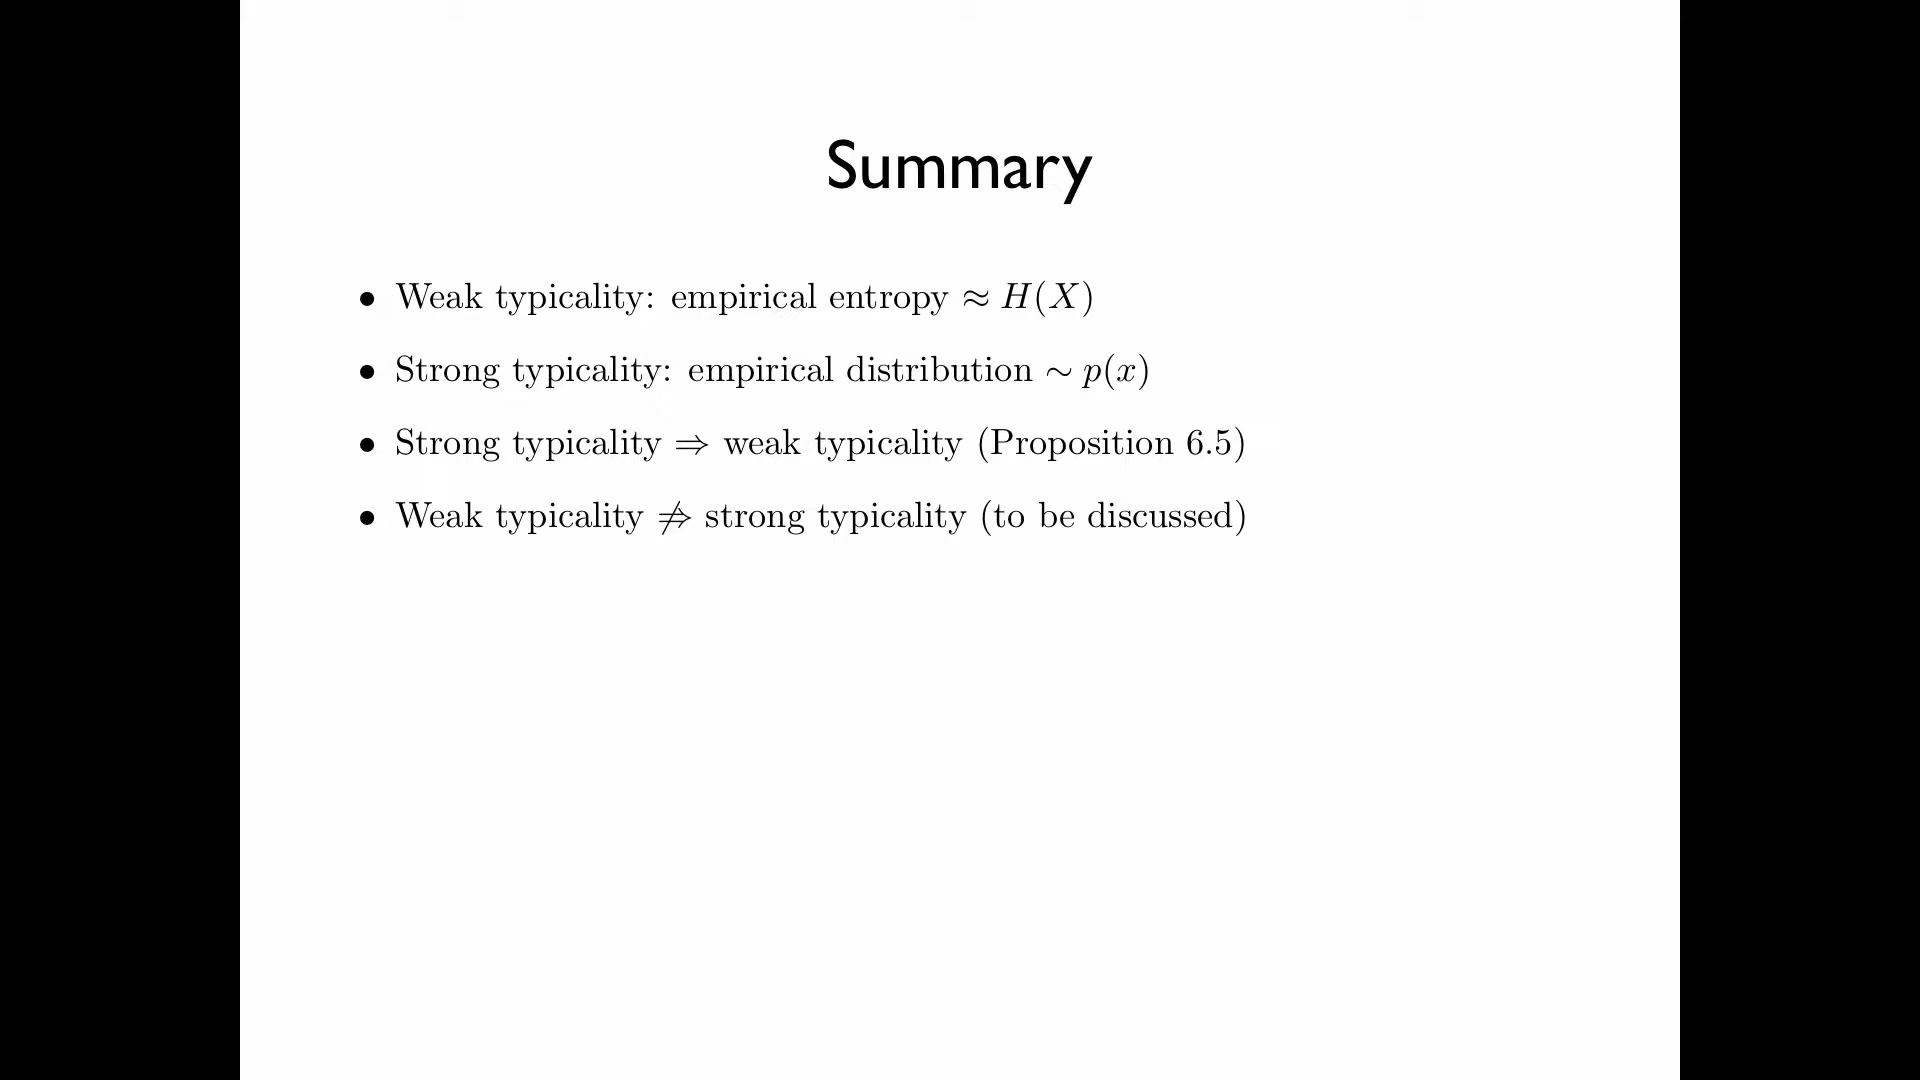 Summary
• Weak typicality: empirical entropy ≈ H(X)
• Strong typicality: empirical distribution ∼ p(x)
• Strong typicality ⇒ weak typicality (Proposition 6.5)
• Weak typicality ⇏ strong typicality (to be discussed)